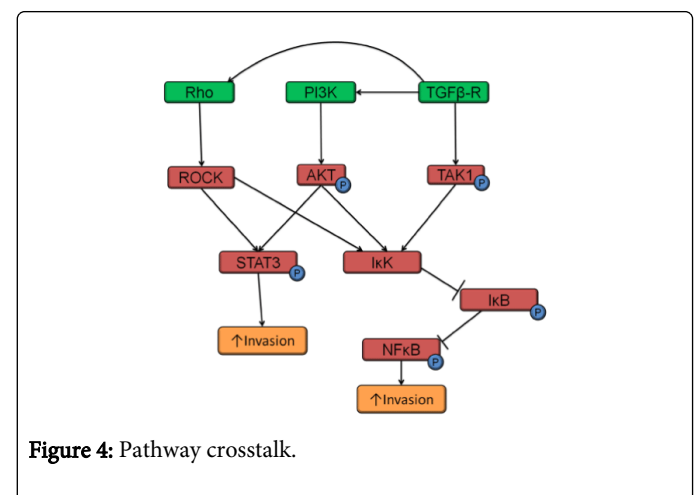 Rho PI3K TGFβ-R
ROCK AKT P TAK1 P
STAT3 P IκK
IκB P
↑Invasion
NFκB P
↑Invasion
Figure 4: Pathway crosstalk.